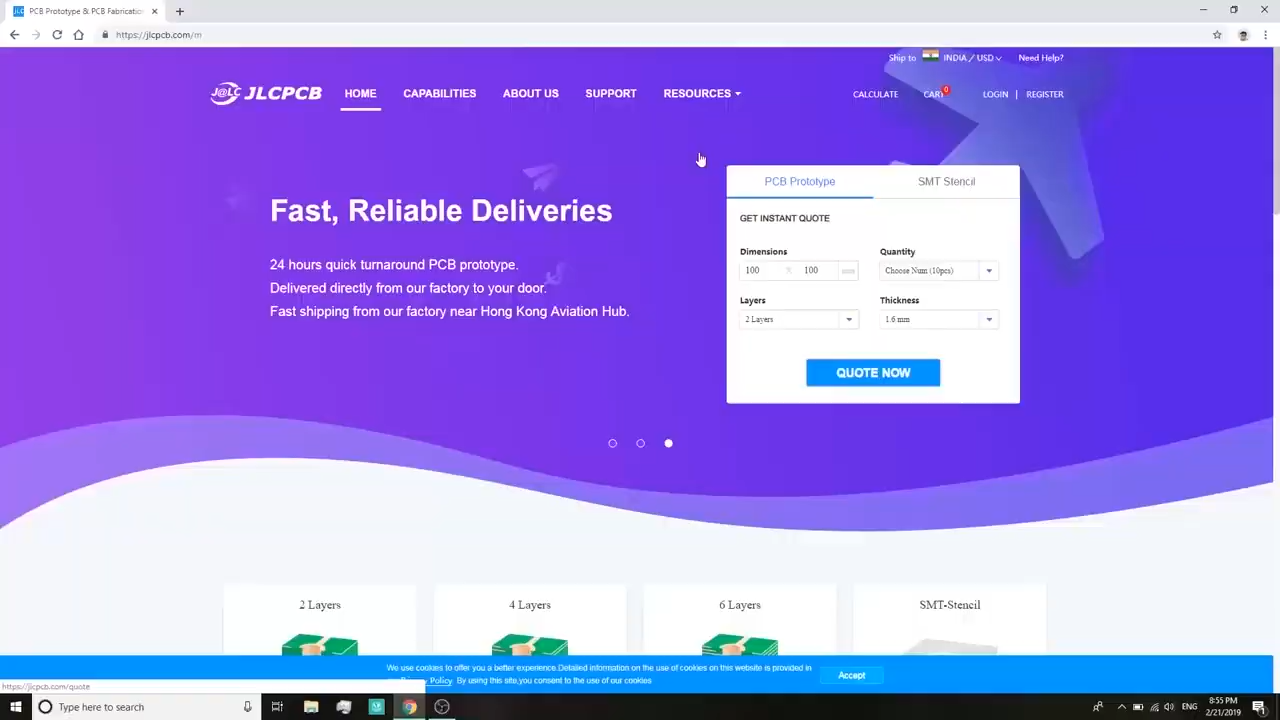 PCB Prototype & PCB Fabrication
https://jlcpcb.com/m
Ship to INDIA / USD Need Help?
J@LC JLCPCB HOME CAPABILITIES ABOUT US SUPPORT RESOURCES CALCULATE CART 0 LOGIN | REGISTER
PCB Prototype SMT Stencil
Fast, Reliable Deliveries
GET INSTANT QUOTE
24 hours quick turnaround PCB prototype.
Delivered directly from our factory to your door.
Fast shipping from our factory near Hong Kong Aviation Hub.
Dimensions Quantity
100 X 100 Choose Num (10pcs)
Layers Thickness
2 Layers 1.6 mm
QUOTE NOW
2 Layers 4 Layers 6 Layers SMT-Stencil
We use cookies to offer you a better experience.Detailed information on the use of cookies on this website is provided in
Policy. By using this site,you consent to the use of our cookies
Accept
https://jlcpcb.com/quote
Type here to search
ENG
8:55 PM
2/21/2019